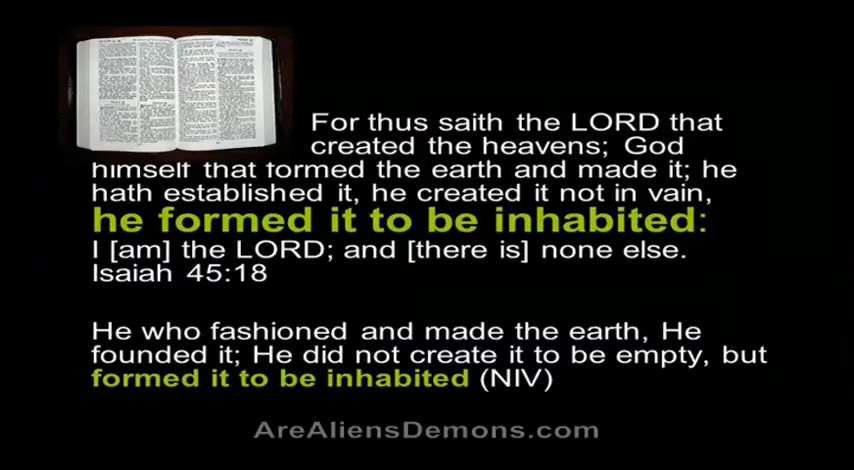 For thus saith the LORD that
created the heavens; God
himself that formed the earth and made it; he
hath established it, he created it not in vain,
he formed it to be inhabited:
I [am] the LORD; and [there is] none else.
Isaiah 45:18
He who fashioned and made the earth, He
founded it; He did not create it to be empty, but
formed it to be inhabited (NIV)
AreAliensDemons.com